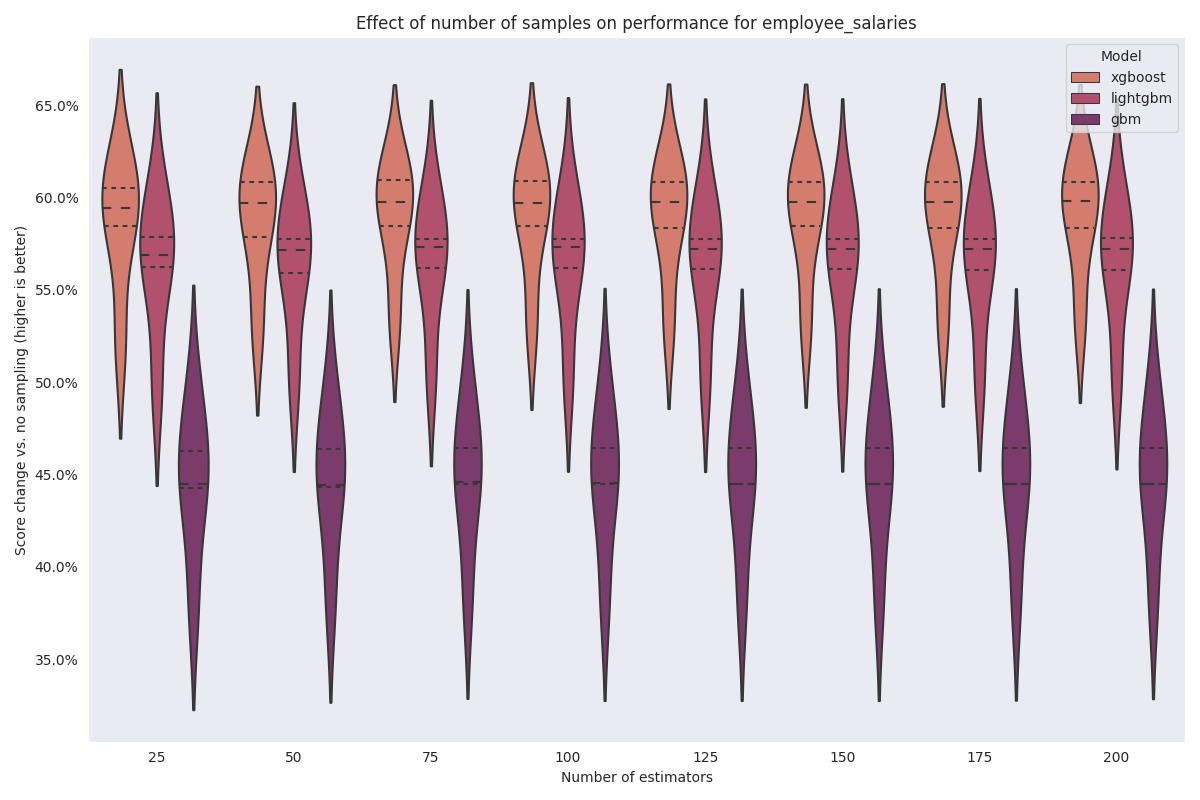 Effect of number of samples on performance for employee_salaries
Model
xgboost
lightgbm
gbm
Score change vs. no sampling (higher is better)
65.0%
60.0%
55.0%
50.0%
45.0%
40.0%
35.0%
25 50 75 100 125 150 175 200
Number of estimators